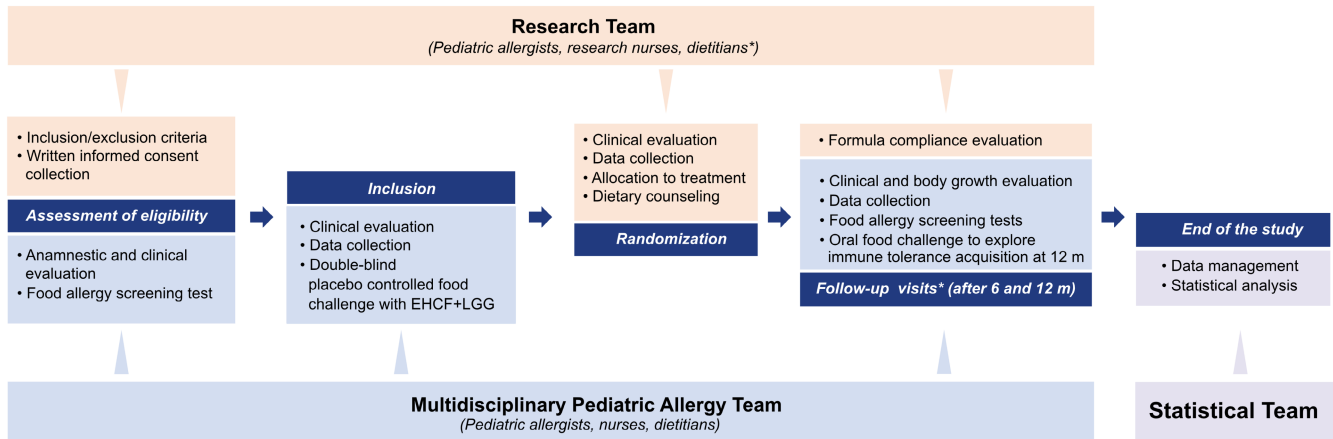 Research Team
(Pediatric allergists, research nurses, dietitians*)
• Inclusion/exclusion criteria
• Written informed consent
collection
Assessment of eligibility
• Anamnestic and clinical
evaluation
• Food allergy screening test
Inclusion
• Clinical evaluation
• Data collection
• Double-blind
placebo controlled food
challenge with EHCF+LGG
• Clinical evaluation
• Data collection
• Allocation to treatment
• Dietary counseling
Randomization
• Formula compliance evaluation
• Clinical and body growth evaluation
• Data collection
• Food allergy screening tests
• Oral food challenge to explore
immune tolerance acquisition at 12 m
Follow-up visits* (after 6 and 12 m)
End of the study
• Data management
• Statistical analysis
Multidisciplinary Pediatric Allergy Team
(Pediatric allergists, nurses, dietitians)
Statistical Team